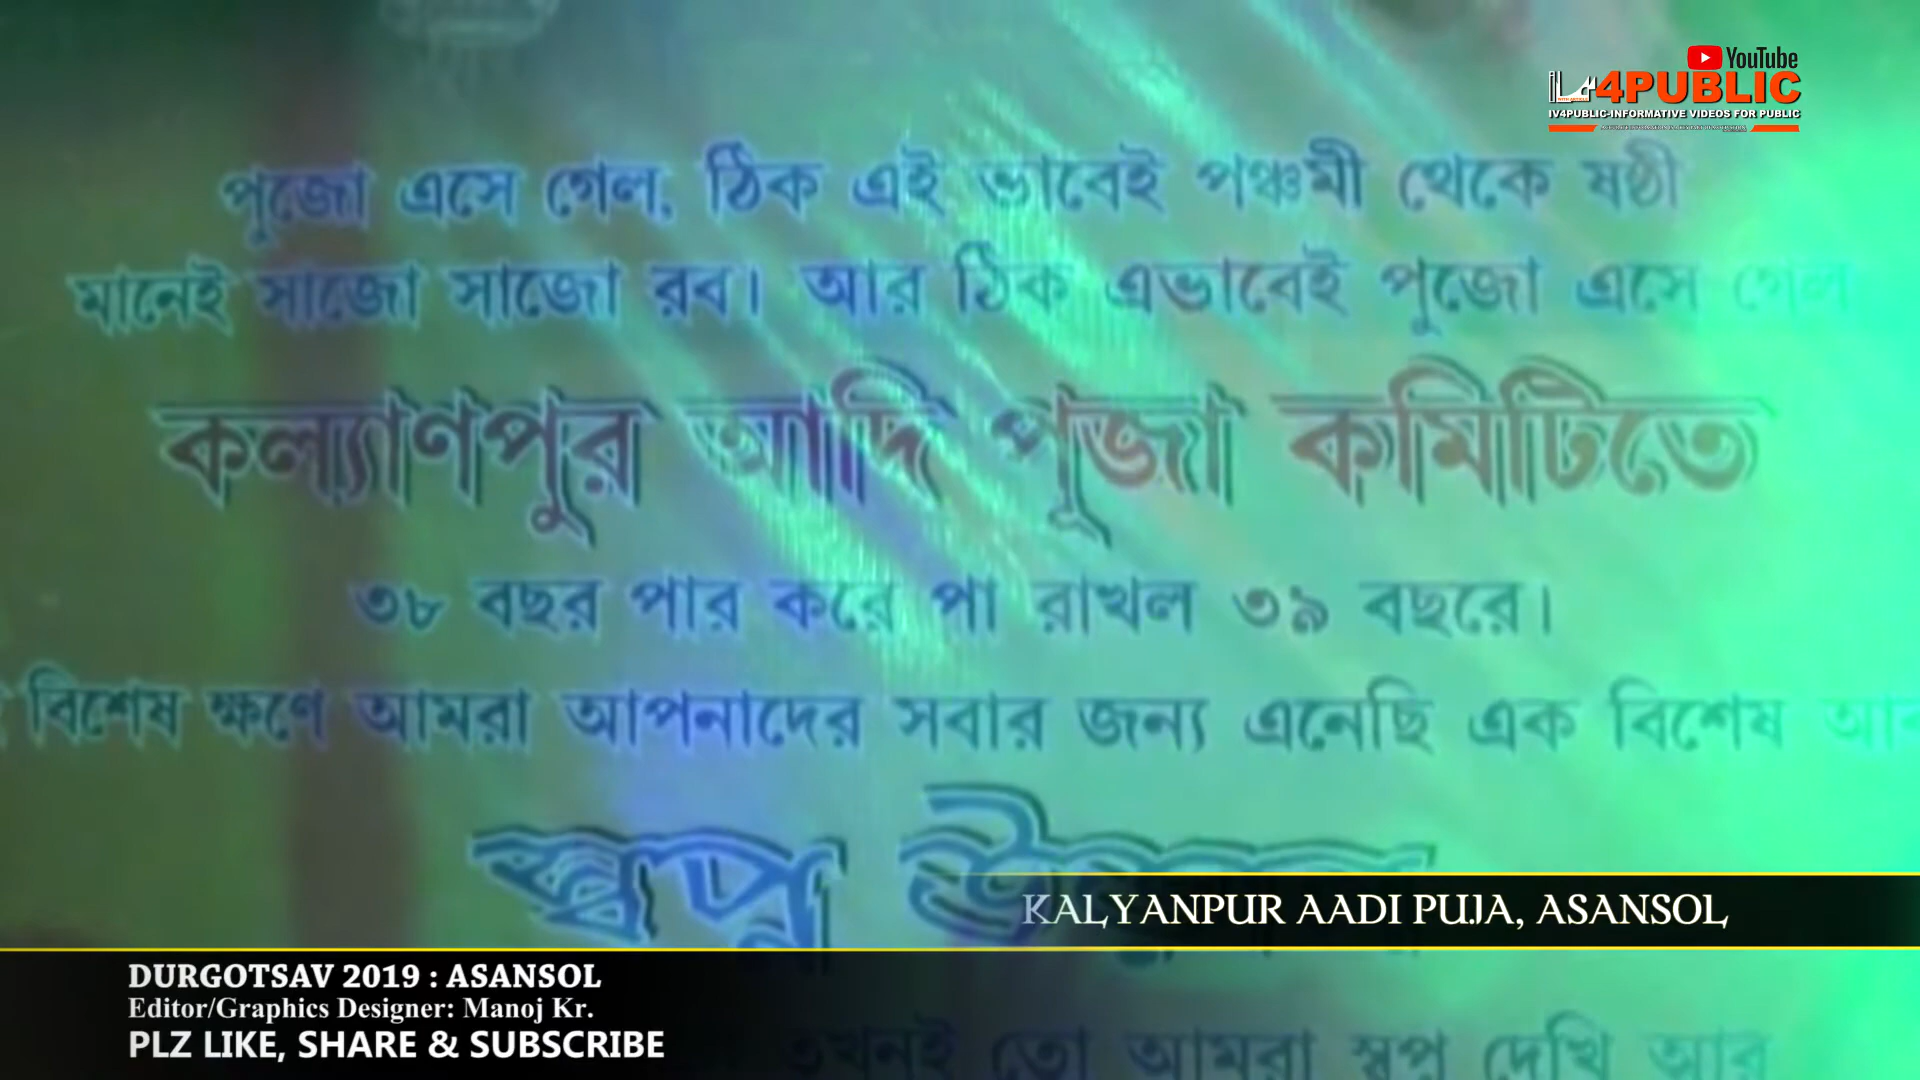 YouTube
4PUBLIC
IV4PUBLIC-INFORMATIVE VIDEOS FOR PUBLIC
পুজো এসে গেল, ঠিক এই ভাবেই পঞ্চমী থেকে ষষ্ঠী
মানেই সাজো সাজো রব। আর ঠিক এভাবেই পুজো এসে গেল
কল্যাণপুর আদি পূজা কমিটিতে
৩৮ বছর পার করে পা রাখল ৩৯ বছরে।
বিশেষ ক্ষণে আমরা আপনাদের সবার জন্য এনেছি এক বিশেষ
স্বপ্ন
KALYANPUR AADI PUJA, ASANSOL
DURGOTSAV 2019 : ASANSOL
Editor/Graphics Designer: Manoj Kr.
PLZ LIKE, SHARE & SUBSCRIBE
তখনই তো আমরা স্বপ্ন দেখি আর